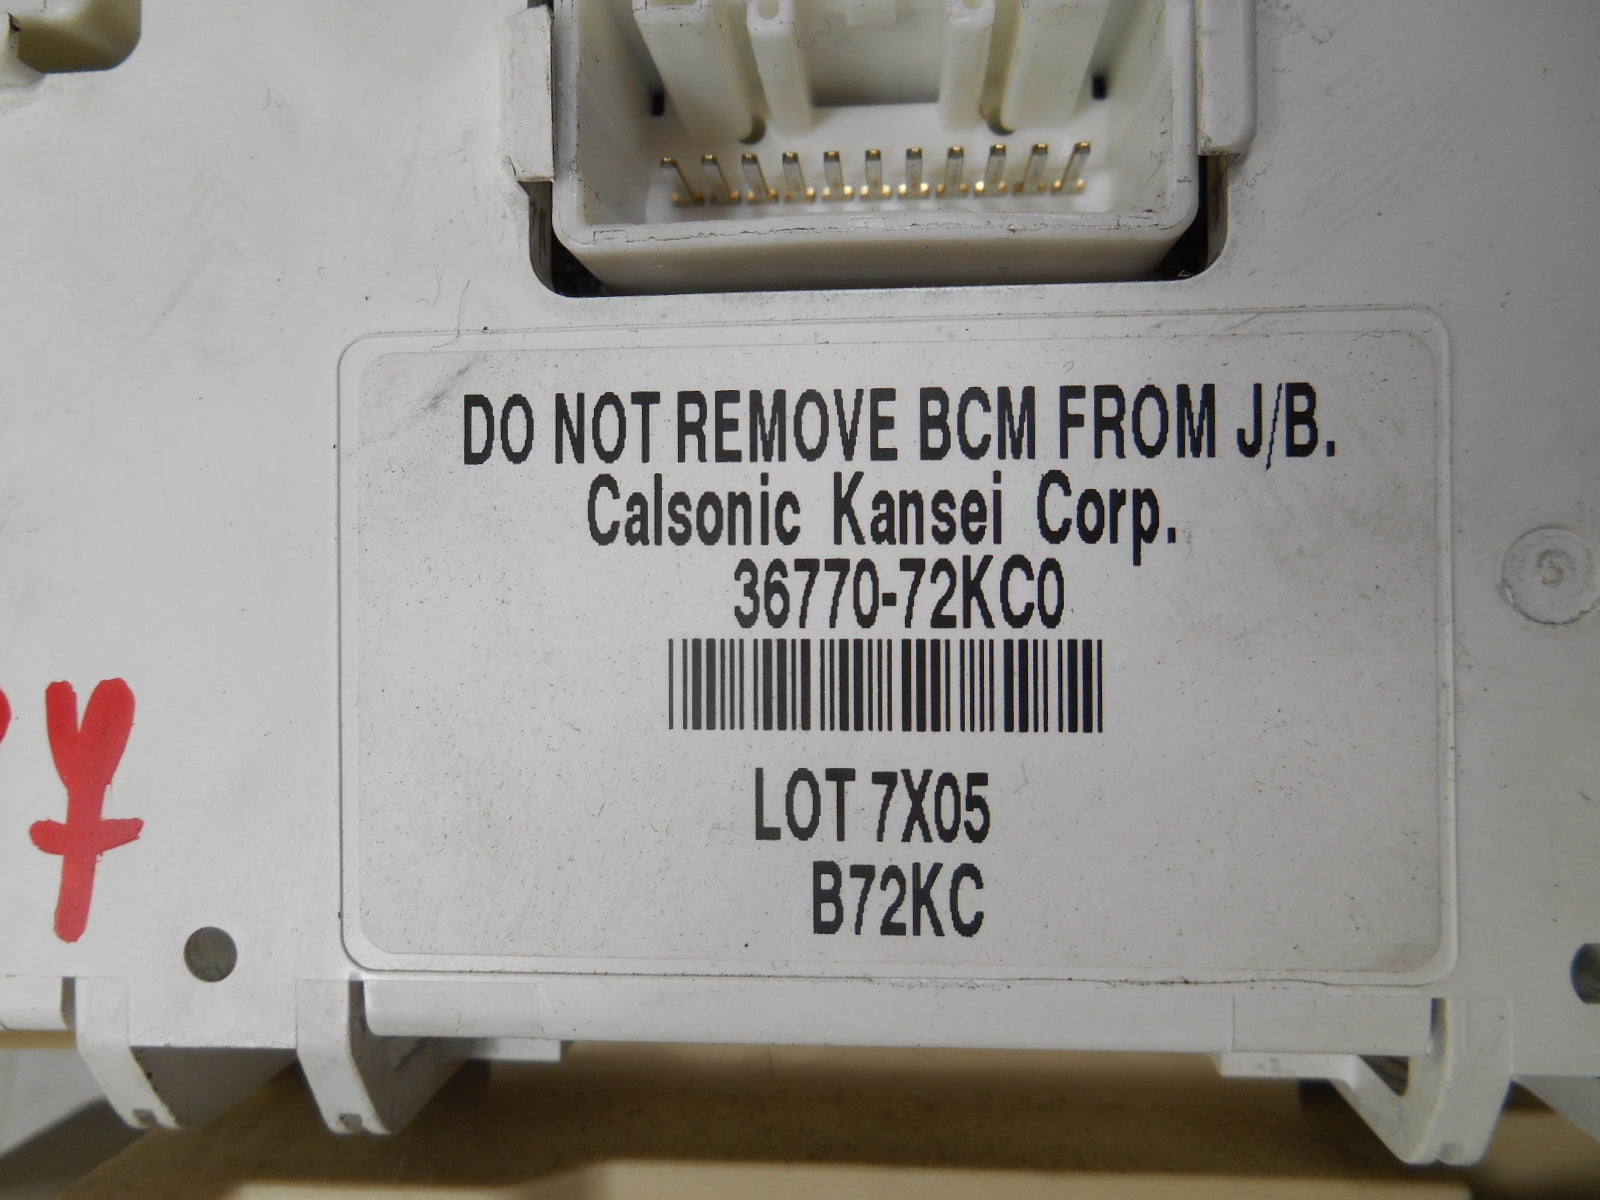 DO NOT REMOVE BCM FROM J/B.
Calsonic Kansei Corp.
36770-72KC0
LOT 7X05
B72KC